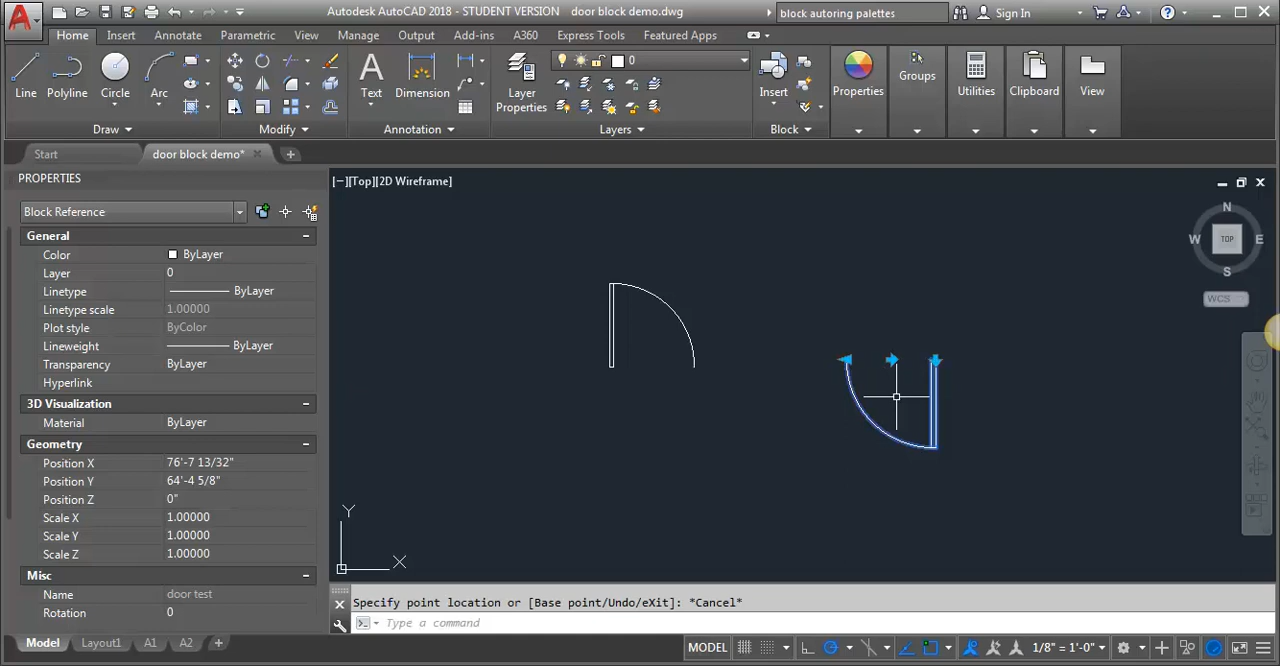 Autodesk AutoCAD 2018 - STUDENT VERSION door block demo.dwg
block autoring palettes
Sign In
Home Insert Annotate Parametric View Manage Output Add-ins A360 Express Tools Featured Apps
Line Polyline Circle Arc
Text Dimension
Layer Properties
0
Insert
Properties Groups Utilities Clipboard View
Draw Modify Annotation Layers Block
Start door block demo*
PROPERTIES
[−][Top][2D Wireframe]
Block Reference
General
Color ByLayer
Layer 0
Linetype ByLayer
Linetype scale 1.00000
Plot style ByColor
Lineweight ByLayer
Transparency ByLayer
Hyperlink
3D Visualization
Material ByLayer
Geometry
Position X 76'-7 13/32"
Position Y 64'-4 5/8"
Position Z 0"
Scale X 1.00000
Scale Y 1.00000
Scale Z 1.00000
Misc
Name door test
Rotation 0
N
W TOP E
S
WCS
Y
X
Specify point location or [Base point/Undo/eXit]: *Cancel*
Type a command
Model Layout1 A1 A2 +
MODEL 1/8" = 1'-0"